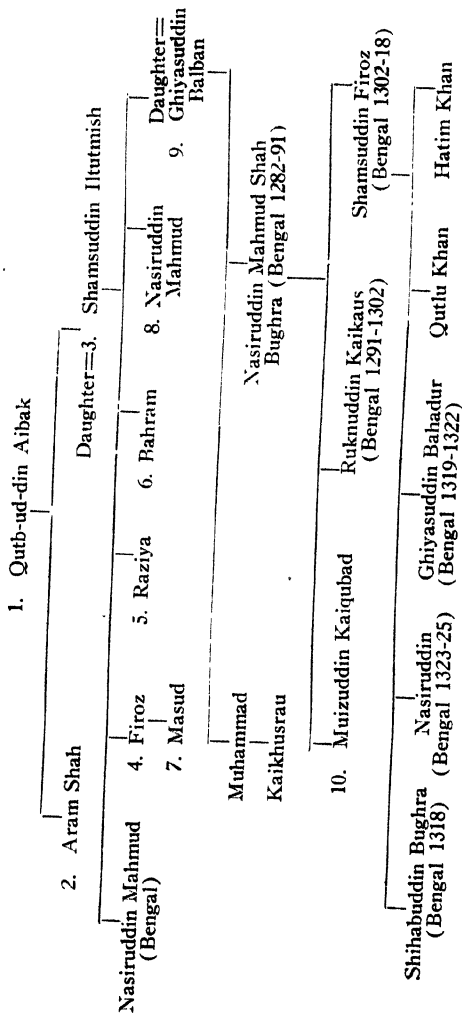 1. Qutb-ud-din Aibak
2. Aram Shah
Daughter=3. Shamsuddin Iltutmish
Nasiruddin Mahmud
(Bengal)
4. Firoz
7. Masud
5. Raziya
6. Bahram
8. Nasiruddin
Mahmud
9. Daughter=
Ghiyasuddin
Balban
Muhammad
Kaikhusrau
Nasiruddin Mahmud Shah
Bughra (Bengal 1282-91)
10. Muizuddin Kaiqubad
Ruknuddin Kaikaus
(Bengal 1291-1302)
Shamsuddin Firoz
(Bengal 1302-18)
Shihabuddin Bughra
(Bengal 1318)
Nasiruddin
(Bengal 1323-25)
Ghiyasuddin Bahadur
(Bengal 1319-1322)
Qutlu Khan
Hatim Khan